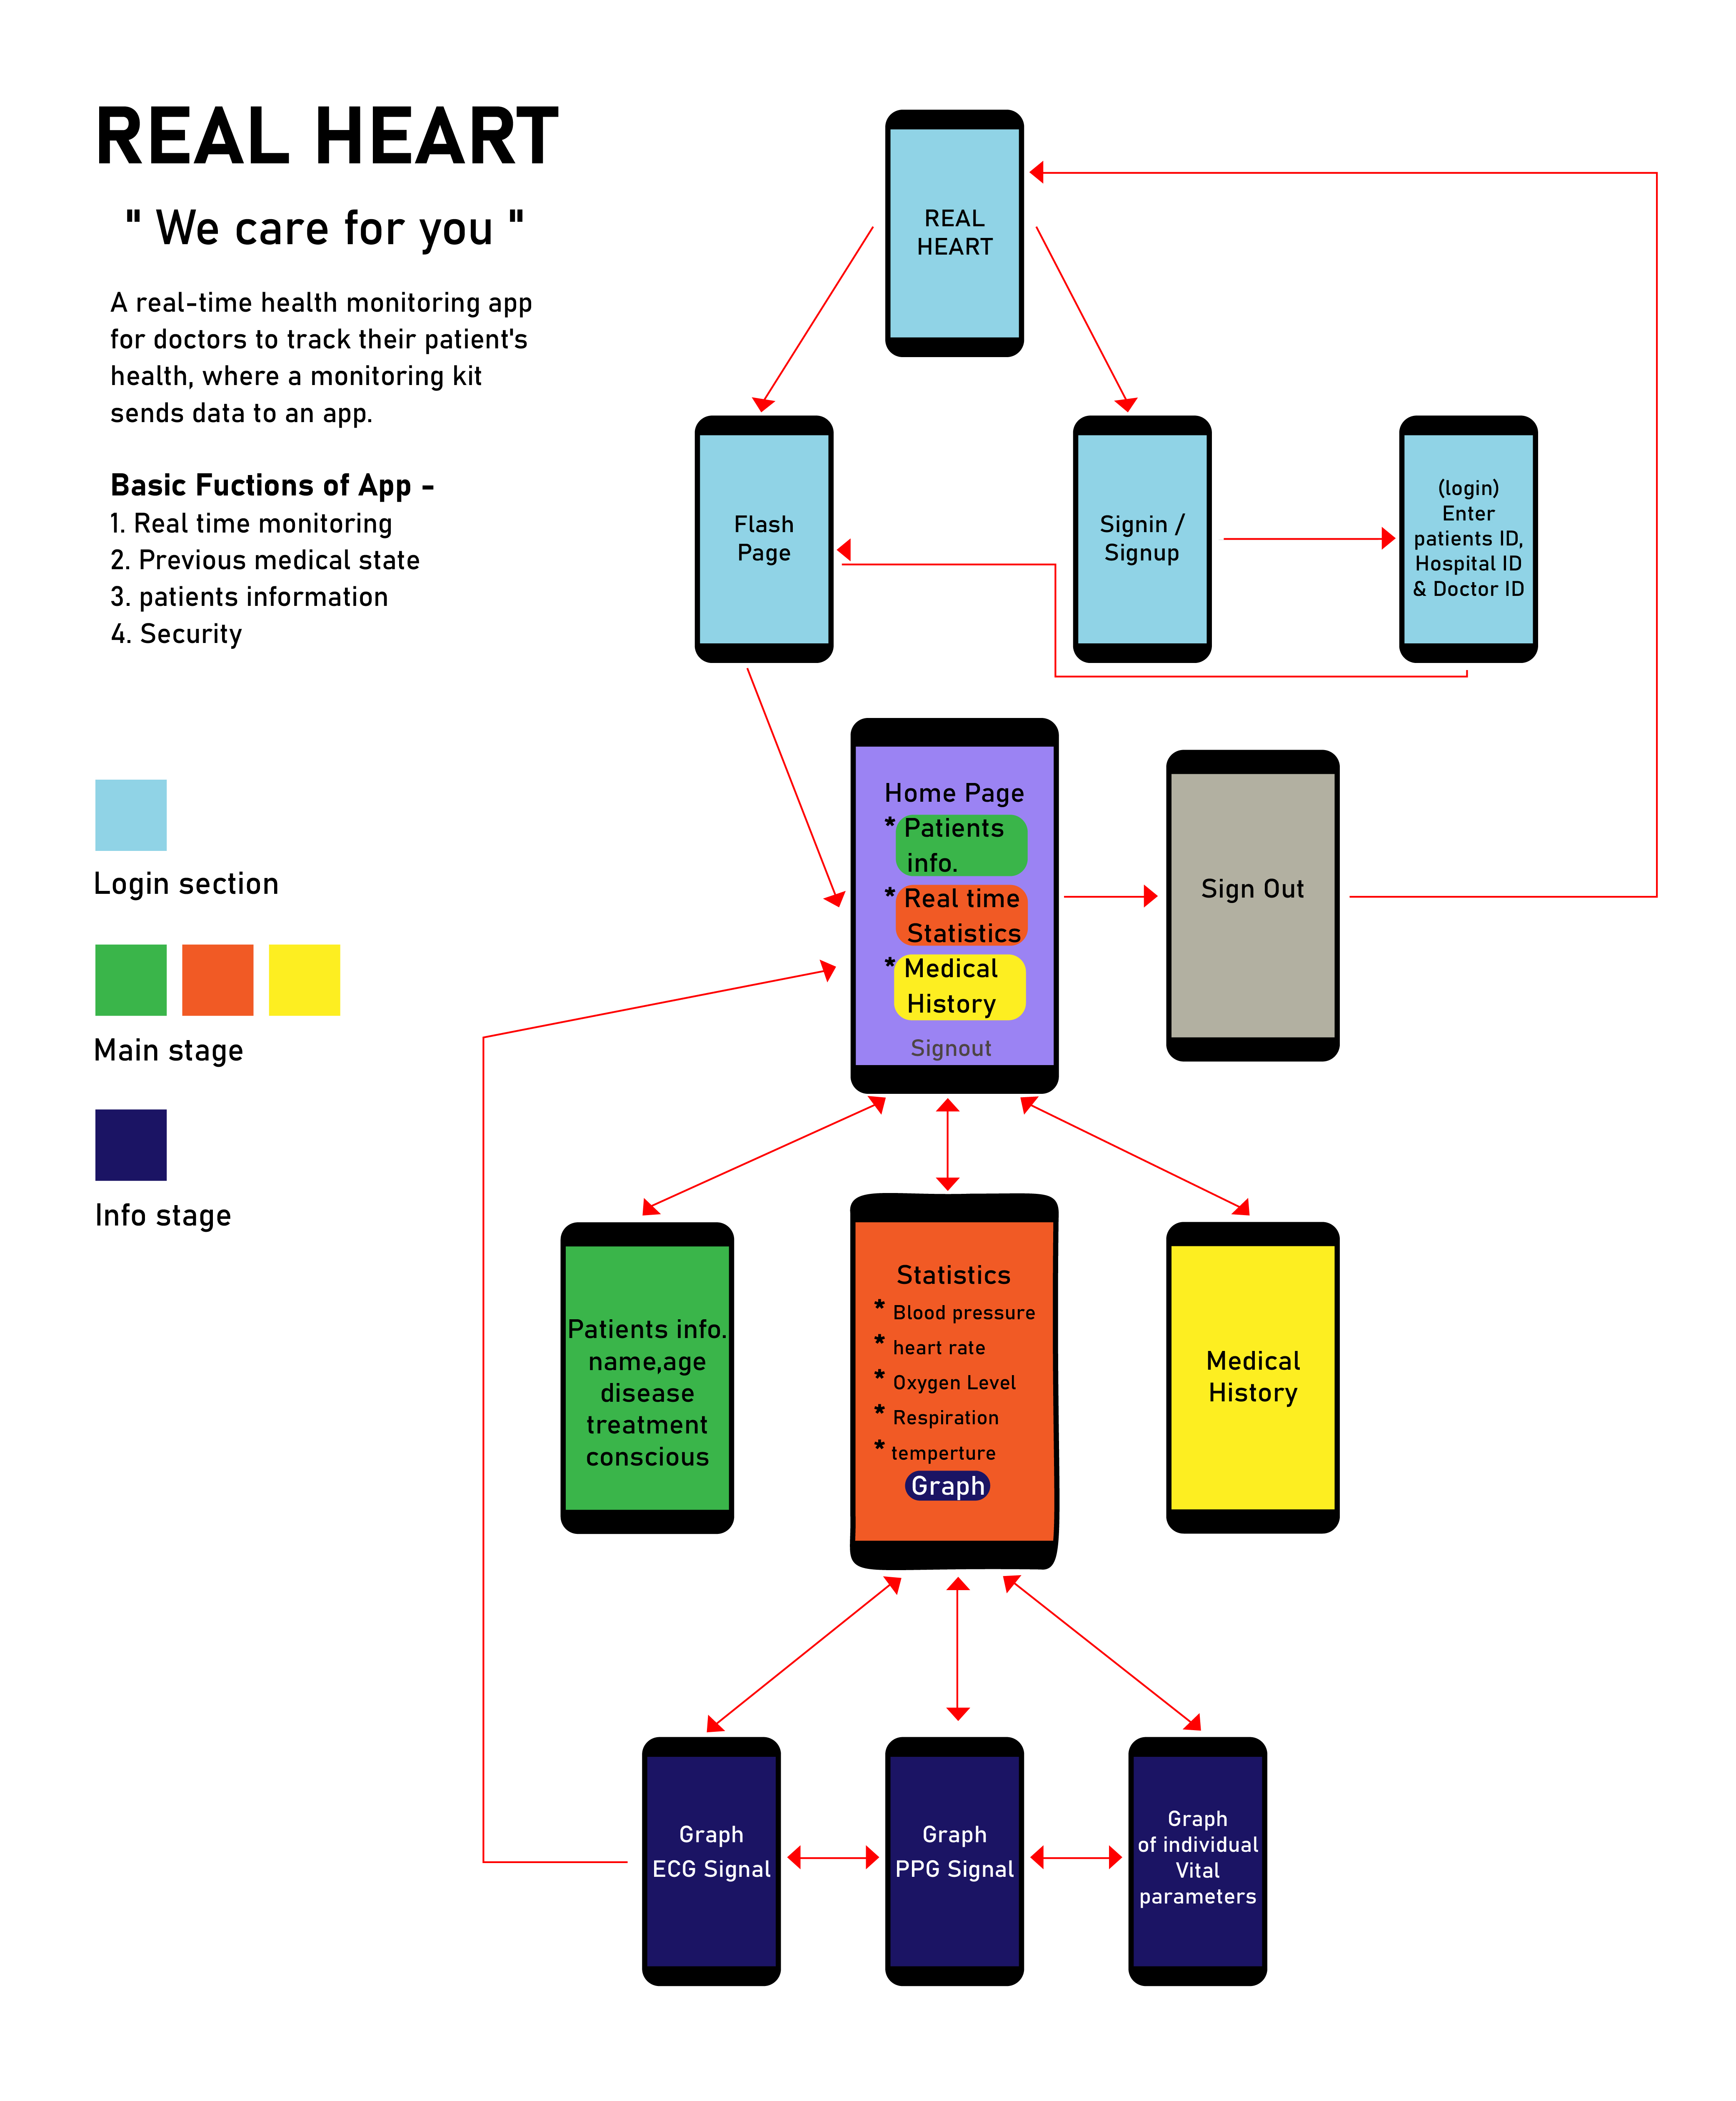 REAL HEART
" We care for you "
A real-time health monitoring app
for doctors to track their patient's
health, where a monitoring kit
sends data to an app.
Basic Fuctions of App -
1. Real time monitoring
2. Previous medical state
3. patients information
4. Security
Login section
Main stage
Info stage
REAL
HEART
Flash
Page
Signin /
Signup
(login)
Enter
patients ID,
Hospital ID
& Doctor ID
Home Page
* Patients
info.
* Real time
Statistics
* Medical
History
Signout
Sign Out
Patients info.
name,age
disease
treatment
conscious
Statistics
* Blood pressure
* heart rate
* Oxygen Level
* Respiration
* temperture
Graph
Medical
History
Graph
ECG Signal
Graph
PPG Signal
Graph
of individual
Vital
parameters